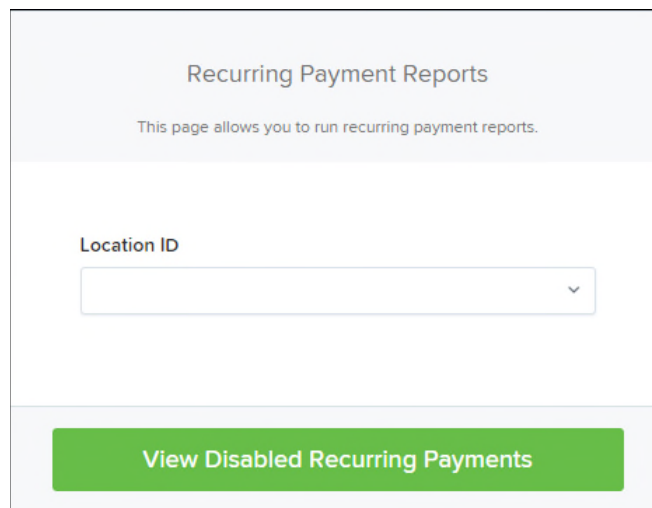 Recurring Payment Reports
This page allows you to run recurring payment reports.
Location ID
View Disabled Recurring Payments